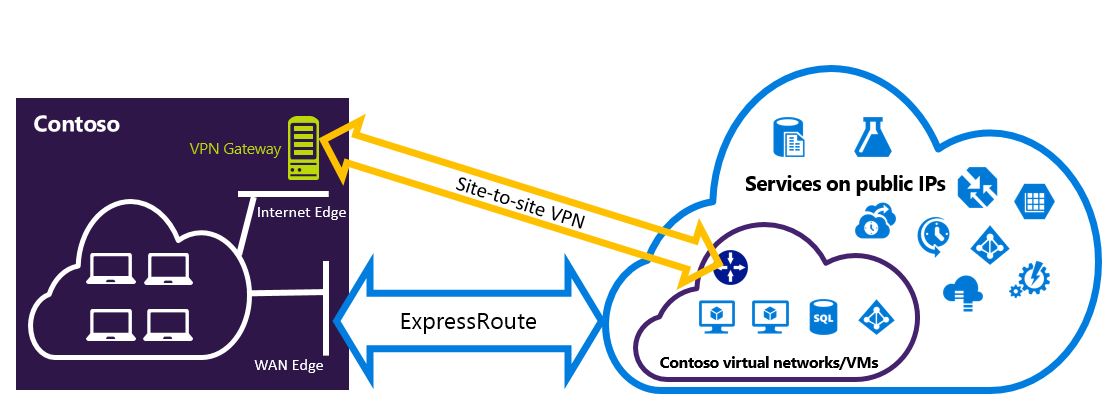 Contoso
VPN Gateway
Internet Edge
WAN Edge
Site-to-site VPN
ExpressRoute
Services on public IPs
SQL
Contoso virtual networks/VMs